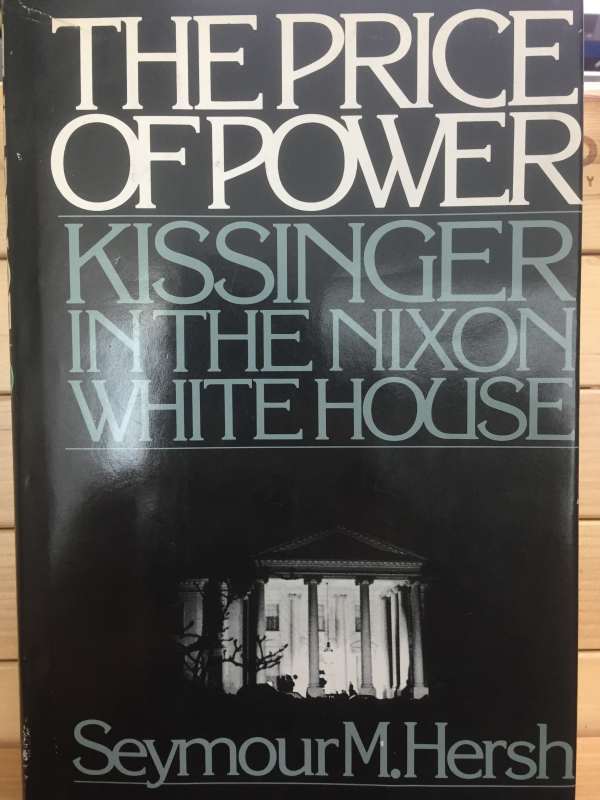 THE PRICE
OF POWER
KISSINGER
IN THE NIXON
WHITE HOUSE
Seymour M. Hersh